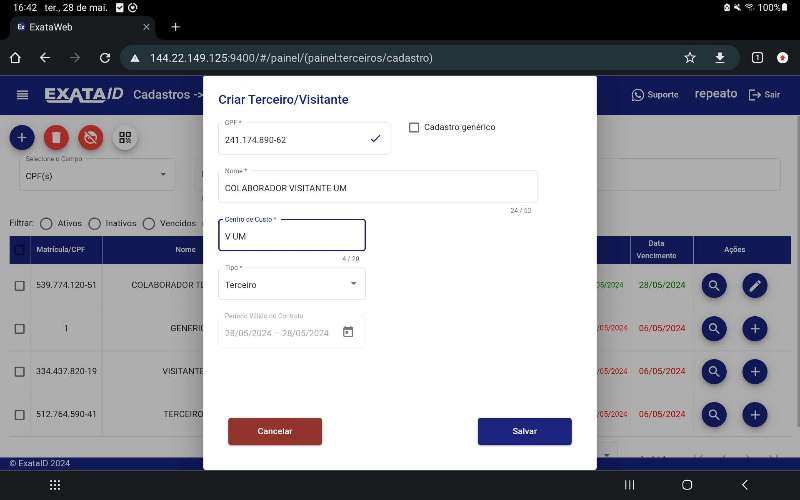 16:42 ter., 28 de mai.
100%
Ex ExataWeb
144.22.149.125:9400/#/painel/(painel:terceiros/cadastro)
1
EXATAID Cadastros ->
Suporte
repeato
Sair
Criar Terceiro/Visitante
CPF *
241.174.890-62
Cadastro genérico
Selecione o Campo
CPF(s)
Nome *
COLABORADOR VISITANTE UM
24 / 52
Filtrar:
Ativos
Inativos
Vencidos
Centro de Custo *
V UM
4 / 20
Matrícula/CPF
Nome
Data Vencimento
Ações
Tipo *
Terceiro
539.774.120-51
COLABORADOR TE
05/2024
28/05/2024
Período Válido no Contrato
28/05/2024 – 28/05/2024
1
GENERIC
05/2024
06/05/2024
334.437.820-19
VISITANTE
05/2024
06/05/2024
512.764.590-41
TERCEIRO
05/2024
06/05/2024
Cancelar
Salvar
© ExataID 2024